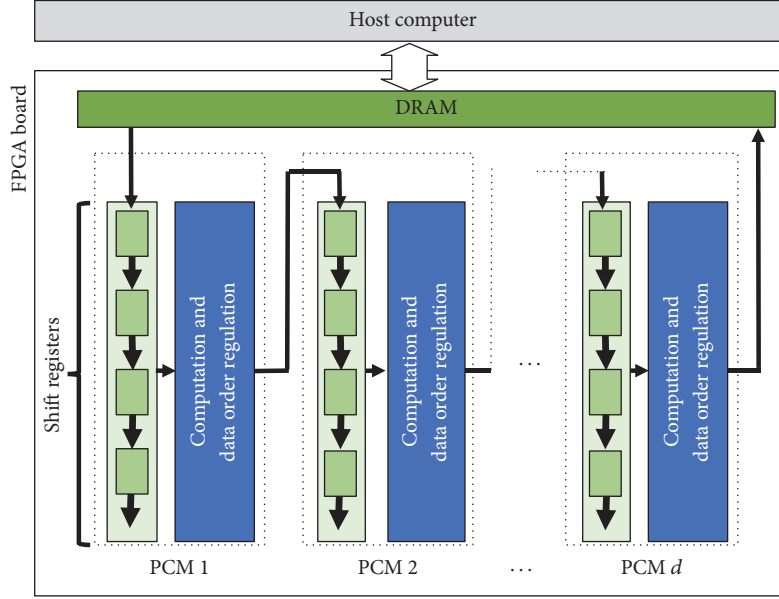 Host computer
FPGA board
DRAM
Shift registers
Computation and
data order regulation
Computation and
data order regulation
...
Computation and
data order regulation
PCM 1
PCM 2
...
PCM d